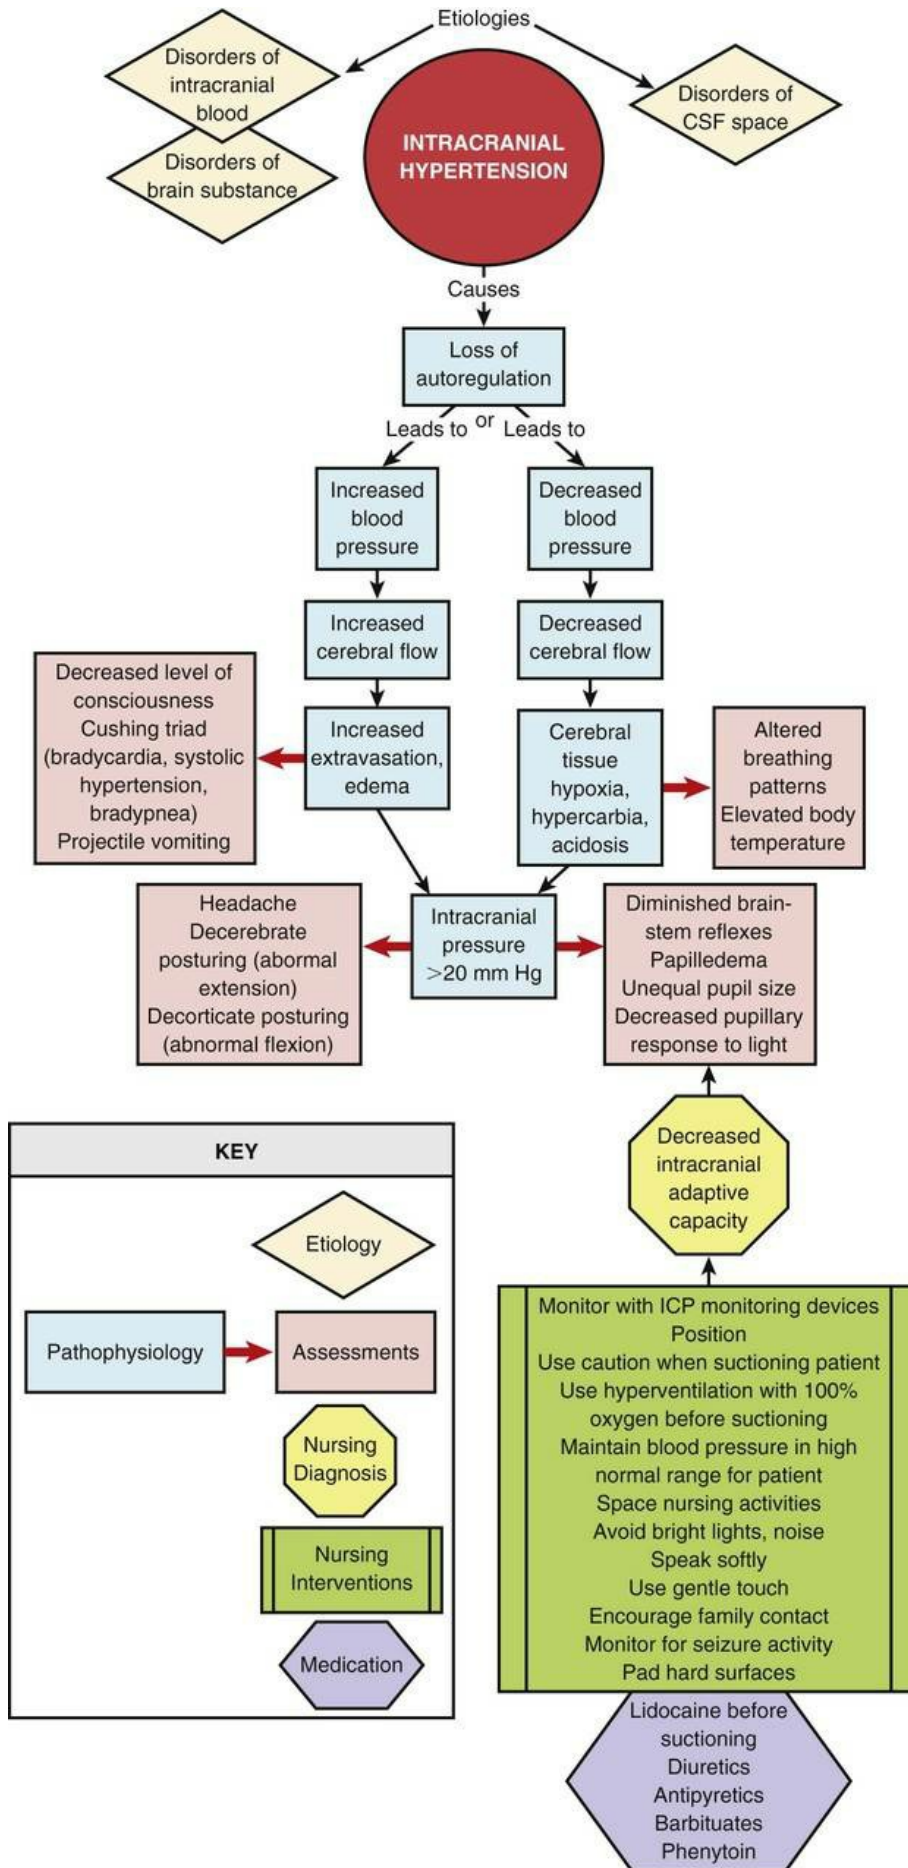 Etiologies
Disorders of
intracranial
blood
Disorders of
brain substance
Disorders of
CSF space
INTRACRANIAL
HYPERTENSION
Causes
Loss of
autoregulation
Leads to
or
Leads to
Increased
blood
pressure
Decreased
blood
pressure
Increased
cerebral flow
Decreased
cerebral flow
Decreased level of
consciousness
Cushing triad
(bradycardia, systolic
hypertension,
bradypnea)
Projectile vomiting
Increased
extravasation,
edema
Cerebral
tissue
hypoxia,
hypercarbia,
acidosis
Altered
breathing
patterns
Elevated body
temperature
Headache
Decerebrate
posturing (abormal
extension)
Decorticate posturing
(abnormal flexion)
Intracranial
pressure
>20 mm Hg
Diminished brain-
stem reflexes
Papilledema
Unequal pupil size
Decreased pupillary
response to light
Decreased
intracranial
adaptive
capacity
KEY
Etiology
Pathophysiology
Assessments
Nursing
Diagnosis
Nursing
Interventions
Medication
Monitor with ICP monitoring devices
Position
Use caution when suctioning patient
Use hyperventilation with 100%
oxygen before suctioning
Maintain blood pressure in high
normal range for patient
Space nursing activities
Avoid bright lights, noise
Speak softly
Use gentle touch
Encourage family contact
Monitor for seizure activity
Pad hard surfaces
Lidocaine before
suctioning
Diuretics
Antipyretics
Barbituates
Phenytoin